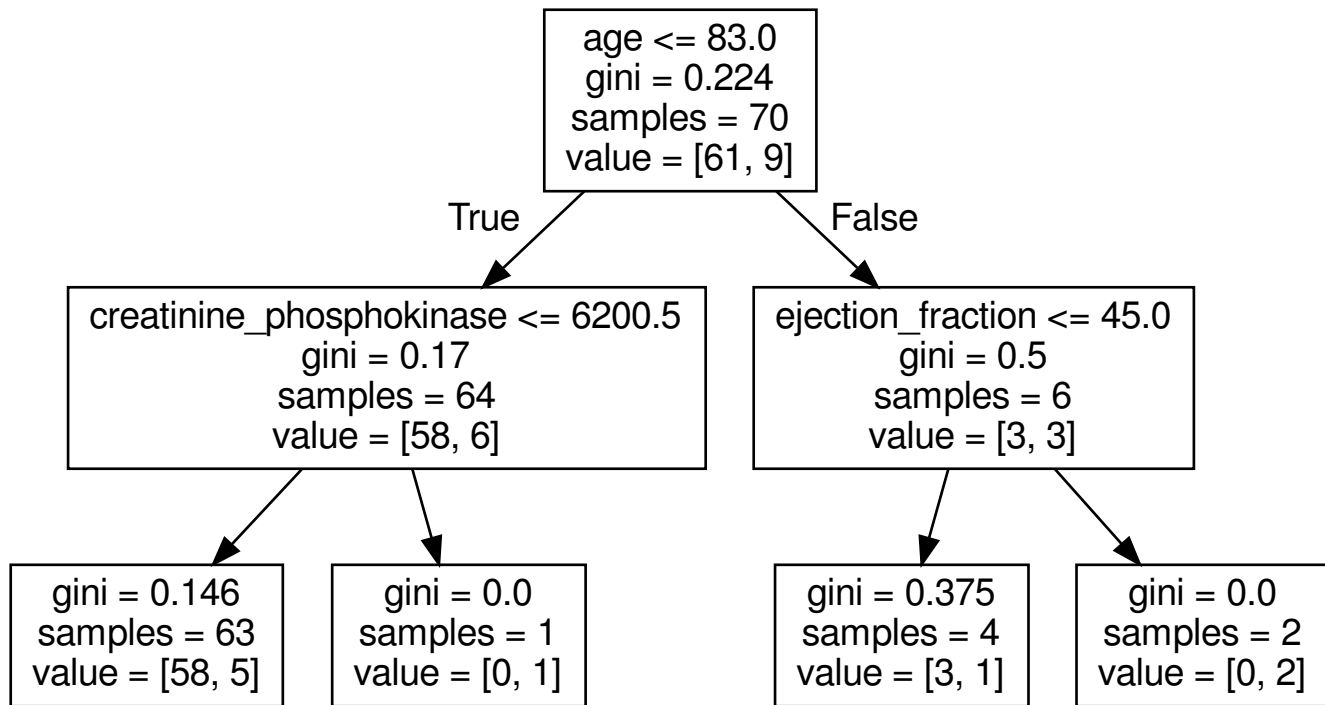 age <= 83.0
gini = 0.224
samples = 70
value = [61, 9]
True
False
creatinine_phosphokinase <= 6200.5
gini = 0.17
samples = 64
value = [58, 6]
ejection_fraction <= 45.0
gini = 0.5
samples = 6
value = [3, 3]
gini = 0.146
samples = 63
value = [58, 5]
gini = 0.0
samples = 1
value = [0, 1]
gini = 0.375
samples = 4
value = [3, 1]
gini = 0.0
samples = 2
value = [0, 2]